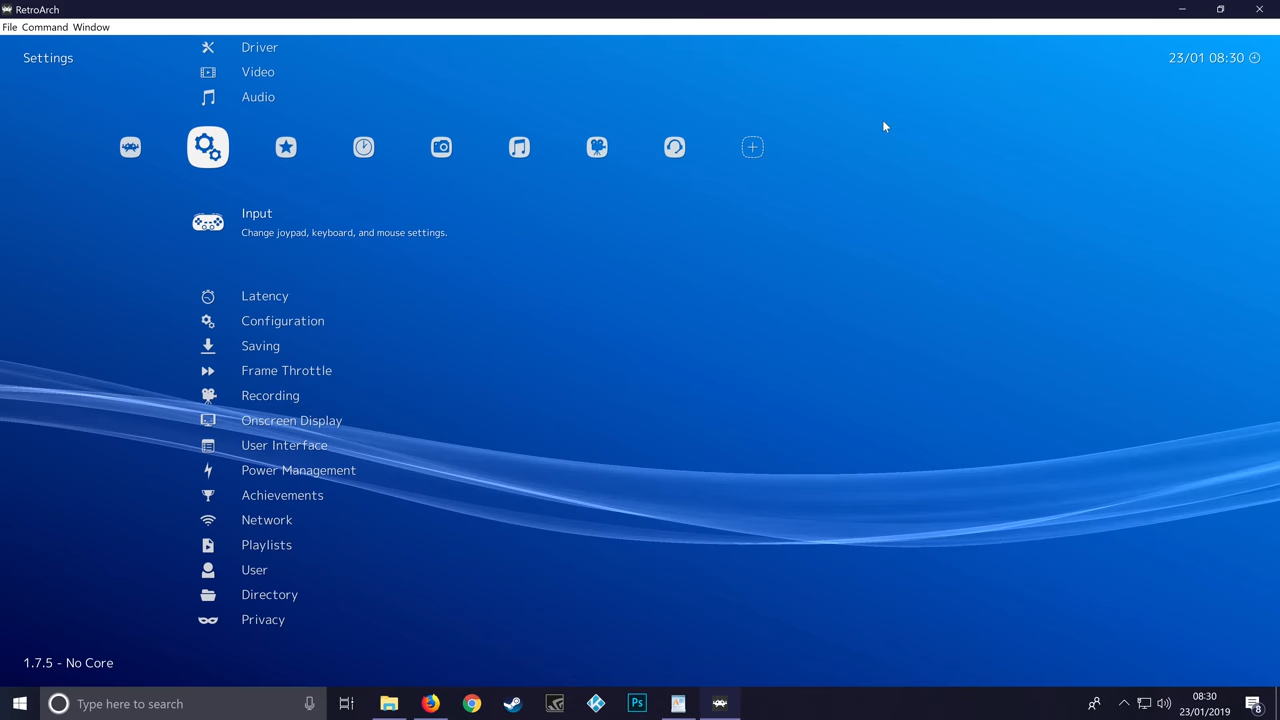 RetroArch
File Command Window
Settings
23/01 08:30
Driver
Video
Audio
Input
Change joypad, keyboard, and mouse settings.
Latency
Configuration
Saving
Frame Throttle
Recording
Onscreen Display
User Interface
Power Management
Achievements
Network
Playlists
User
Directory
Privacy
1.7.5 - No Core
Type here to search
Ps
08:30
23/01/2019
8